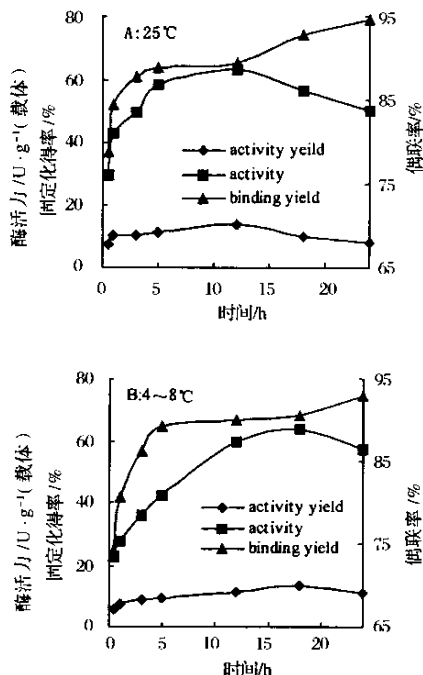 A:25℃
酶活力/U·g⁻¹(载体)
固定化得率/%
80
60
40
20
0
95
85
75
65
偶联率/%
activity yeild
activity
binding yield
0 5 10 15 20
时间/h
B:4~8℃
酶活力/U·g⁻¹(载体)
固定化得率/%
80
60
40
20
0
95
85
75
65
偶联率/%
activity yield
activity
binding yield
0 5 10 15 20
时间/h